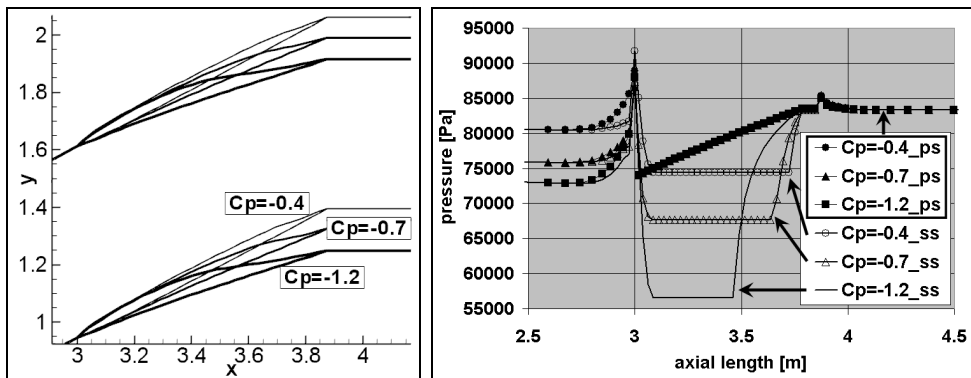 2
1.8
1.6
y
1.4
1.2
1
Cp=-0.4
Cp=-0.7
Cp=-1.2
3
3.2
3.4
3.6
3.8
4
x
95000
90000
85000
80000
75000
70000
65000
60000
55000
pressure [Pa]
Cp=-0.4_ps
Cp=-0.7_ps
Cp=-1.2_ps
Cp=-0.4_ss
Cp=-0.7_ss
Cp=-1.2_ss
2.5
3
3.5
4
4.5
axial length [m]